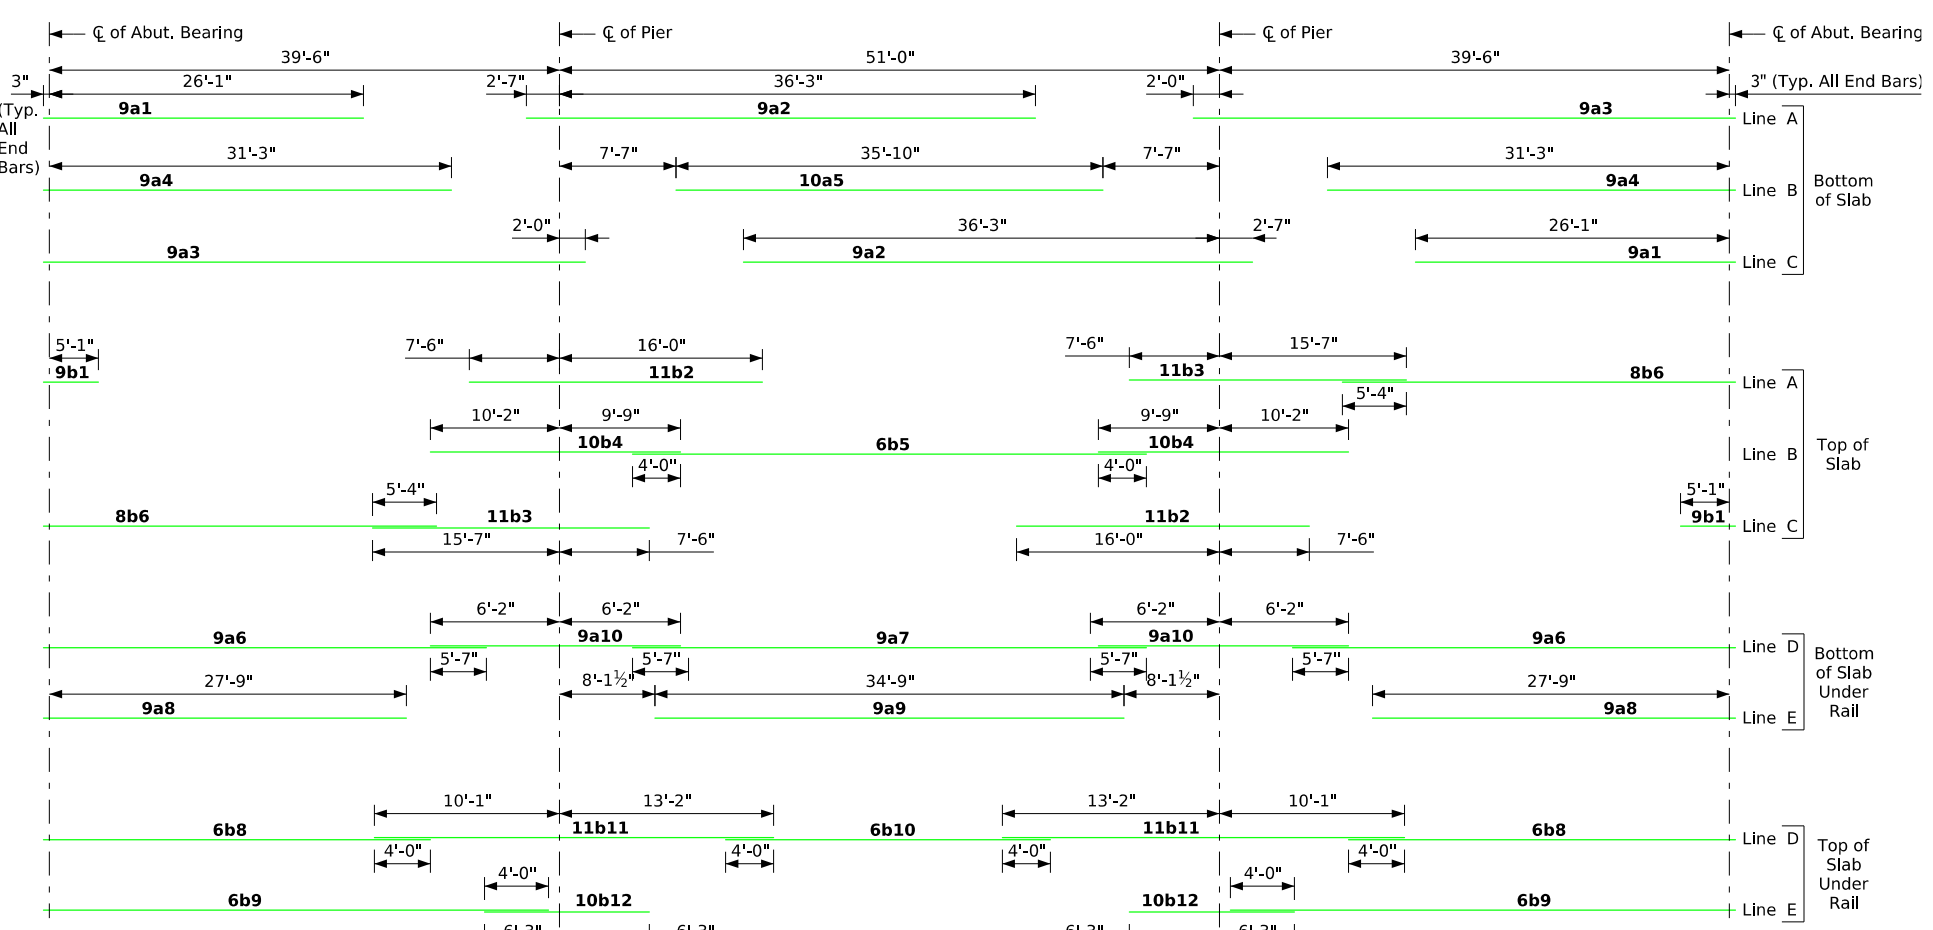 ℄ of Abut. Bearing ℄ of Pier ℄ of Pier ℄ of Abut. Bearing
39'-6" 51'-0" 39'-6"
3" 26'-1" 2'-7" 36'-3" 2'-0" 3" (Typ. All End Bars)
(Typ. All End Bars)
9a1 9a2 9a3 Line A
31'-3" 7'-7" 35'-10" 7'-7" 31'-3"
9a4 10a5 9a4 Line B
Bottom
of Slab
2'-0" 36'-3" 2'-7" 26'-1"
9a3 9a2 9a1 Line C
5'-1" 7'-6" 16'-0" 7'-6" 15'-7"
9b1 11b2 11b3 8b6 Line A
5'-4"
10'-2" 9'-9" 9'-9" 10'-2"
10b4 6b5 10b4 Line B
Top of
Slab
4'-0" 4'-0"
5'-4" 5'-1"
8b6 11b3 11b2 9b1 Line C
15'-7" 7'-6" 16'-0" 7'-6"
6'-2" 6'-2" 6'-2" 6'-2"
9a6 9a10 9a7 9a10 9a6 Line D
5'-7" 5'-7" 5'-7" 5'-7"
Bottom
of Slab
Under
Rail
27'-9" 8'-1½" 34'-9" 8'-1½" 27'-9"
9a8 9a9 9a8 Line E
10'-1" 13'-2" 13'-2" 10'-1"
6b8 11b11 6b10 11b11 6b8 Line D
4'-0" 4'-0" 4'-0" 4'-0"
Top of
Slab
Under
Rail
4'-0" 4'-0"
6b9 10b12 10b12 6b9 Line E
6'-3" 6'-3" 6'-3" 6'-3"